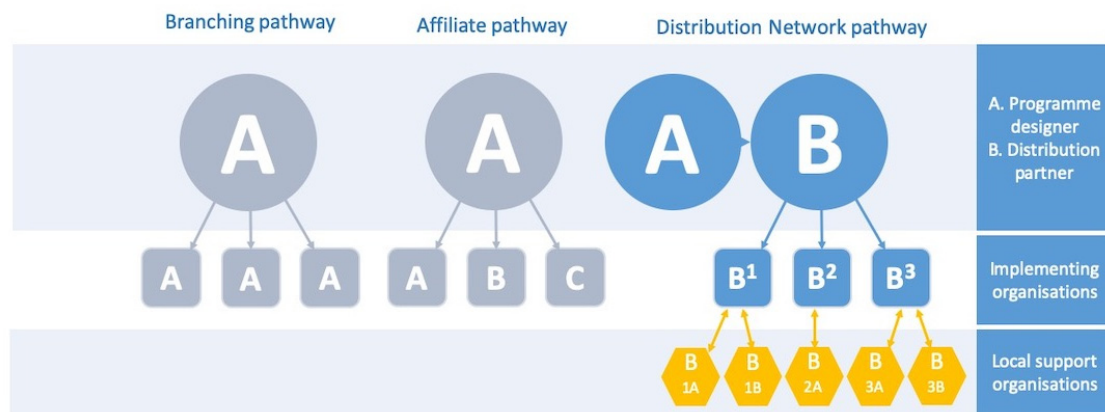 Branching pathway
Affiliate pathway
Distribution Network pathway
A
A
A
B
A. Programme
designer
B. Distribution
partner
A
A
A
A
B
C
B¹
B²
B³
Implementing
organisations
B
1A
B
1B
B
2A
B
3A
B
3B
Local support
organisations